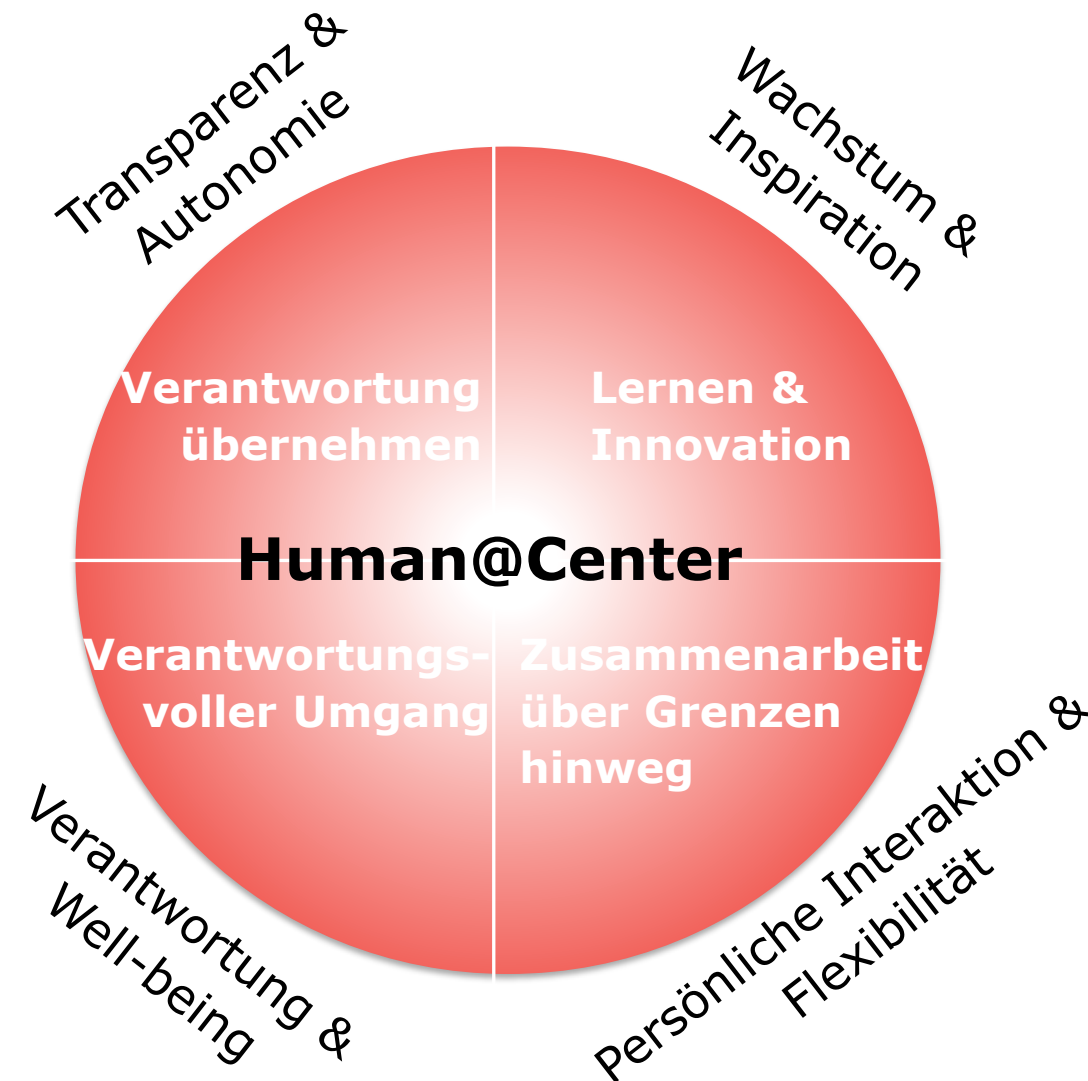 Transparenz &
Autonomie
Wachstum &
Inspiration
Verantwortung
übernehmen
Lernen &
Innovation
Human@Center
Verantwortungs-
voller Umgang
Zusammenarbeit
über Grenzen
hinweg
Verantwortung &
Well-being
Persönliche Interaktion &
Flexibilität